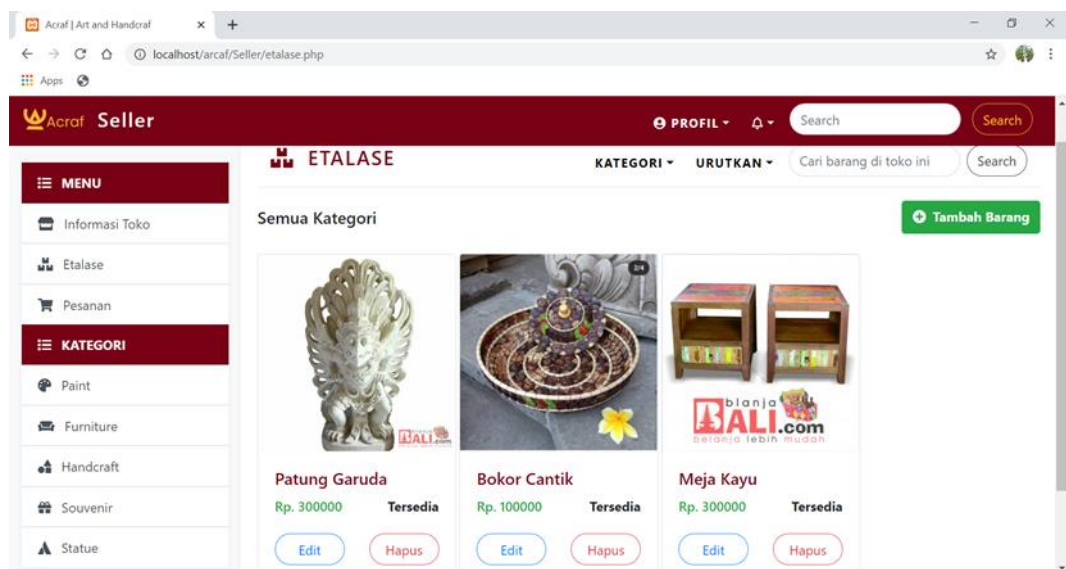 Acraf | Art and Handcraf
localhost/arcaf/Seller/etalase.php
Apps
Acraf Seller
PROFIL
Search
Search
MENU
Informasi Toko
Etalase
Pesanan
KATEGORI
Paint
Furniture
Handcraft
Souvenir
Statue
ETALASE
KATEGORI
URUTKAN
Cari barang di toko ini
Search
Semua Kategori
Tambah Barang
BALI.com
Patung Garuda
Rp. 300000 Tersedia
Edit Hapus
2/4
Bokor Cantik
Rp. 100000 Tersedia
Edit Hapus
blanja
BALI.com
belanja lebih mudah
Meja Kayu
Rp. 300000 Tersedia
Edit Hapus